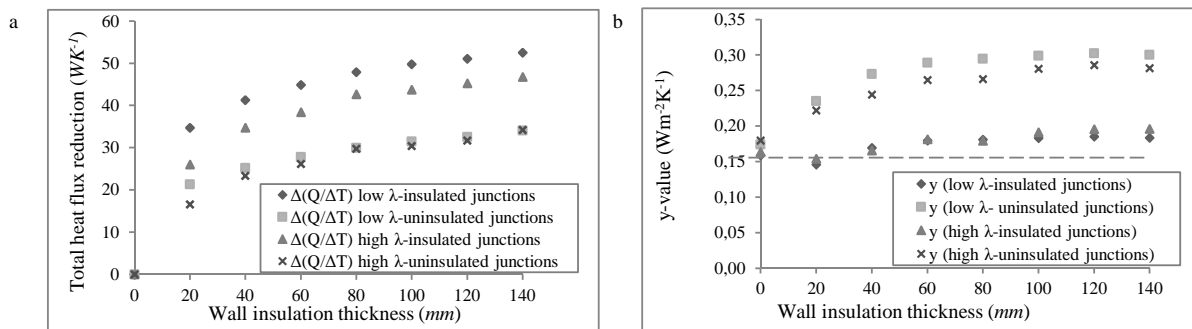 a
Total heat flux reduction (WK⁻¹)
60
50
40
30
20
10
0
0 20 40 60 80 100 120 140
Wall insulation thickness (mm)
Δ(Q/ΔT) low λ-insulated junctions
Δ(Q/ΔT) low λ-uninsulated junctions
Δ(Q/ΔT) high λ-insulated junctions
Δ(Q/ΔT) high λ-uninsulated junctions
b
y-value (Wm⁻²K⁻¹)
0,35
0,30
0,25
0,20
0,15
0,10
0,05
0,00
0 20 40 60 80 100 120 140
Wall insulation thickness (mm)
y (low λ-insulated junctions)
y (low λ- uninsulated junctions)
y (high λ-insulated junctions)
y (high λ-uninsulated junctions)